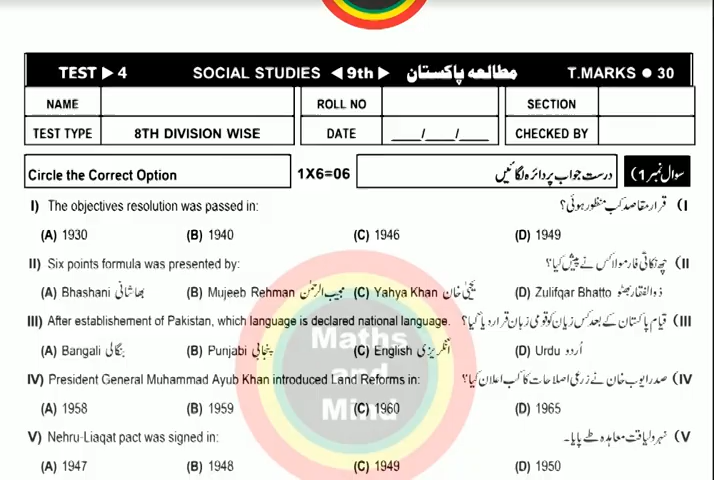 TEST ▶ 4 SOCIAL STUDIES ◀ 9th ▶ مطالعہ پاکستان T.MARKS ● 30
NAME ROLL NO SECTION
TEST TYPE 8TH DIVISION WISE DATE ___/___/___ CHECKED BY
Circle the Correct Option 1X6=06 درست جواب پر دائرہ لگائیں سوال نمبر 1)
I) The objectives resolution was passed in: قرار مقاصد کب منظور ہوئی؟ (I
(A) 1930 (B) 1940 (C) 1946 (D) 1949
II) Six points formula was presented by: چھ نکاتی فارمولا کس نے پیش کیا؟ (II
(A) Bhashani بھاشانی (B) Mujeeb Rehman مجیب الرحمٰن (C) Yahya Khan یحییٰ خان (D) Zulifqar Bhatto ذوالفقار بھٹو
III) After establishement of Pakistan, which language is declared national language. قیام پاکستان کے بعد کس زبان کو قومی زبان قرار دیا گیا؟ (III
(A) Bangali بنگالی (B) Punjabi پنجابی (C) English انگریزی (D) Urdu اُردو
IV) President General Muhammad Ayub Khan introduced Land Reforms in: صدر ایوب خان نے زرعی اصلاحات کا کب اعلان کیا؟ (IV
(A) 1958 (B) 1959 (C) 1960 (D) 1965
V) Nehru-Liaqat pact was signed in: نہرو لیاقت معاہدہ طے پایا۔ (V
(A) 1947 (B) 1948 (C) 1949 (D) 1950
Maths
and
Mind